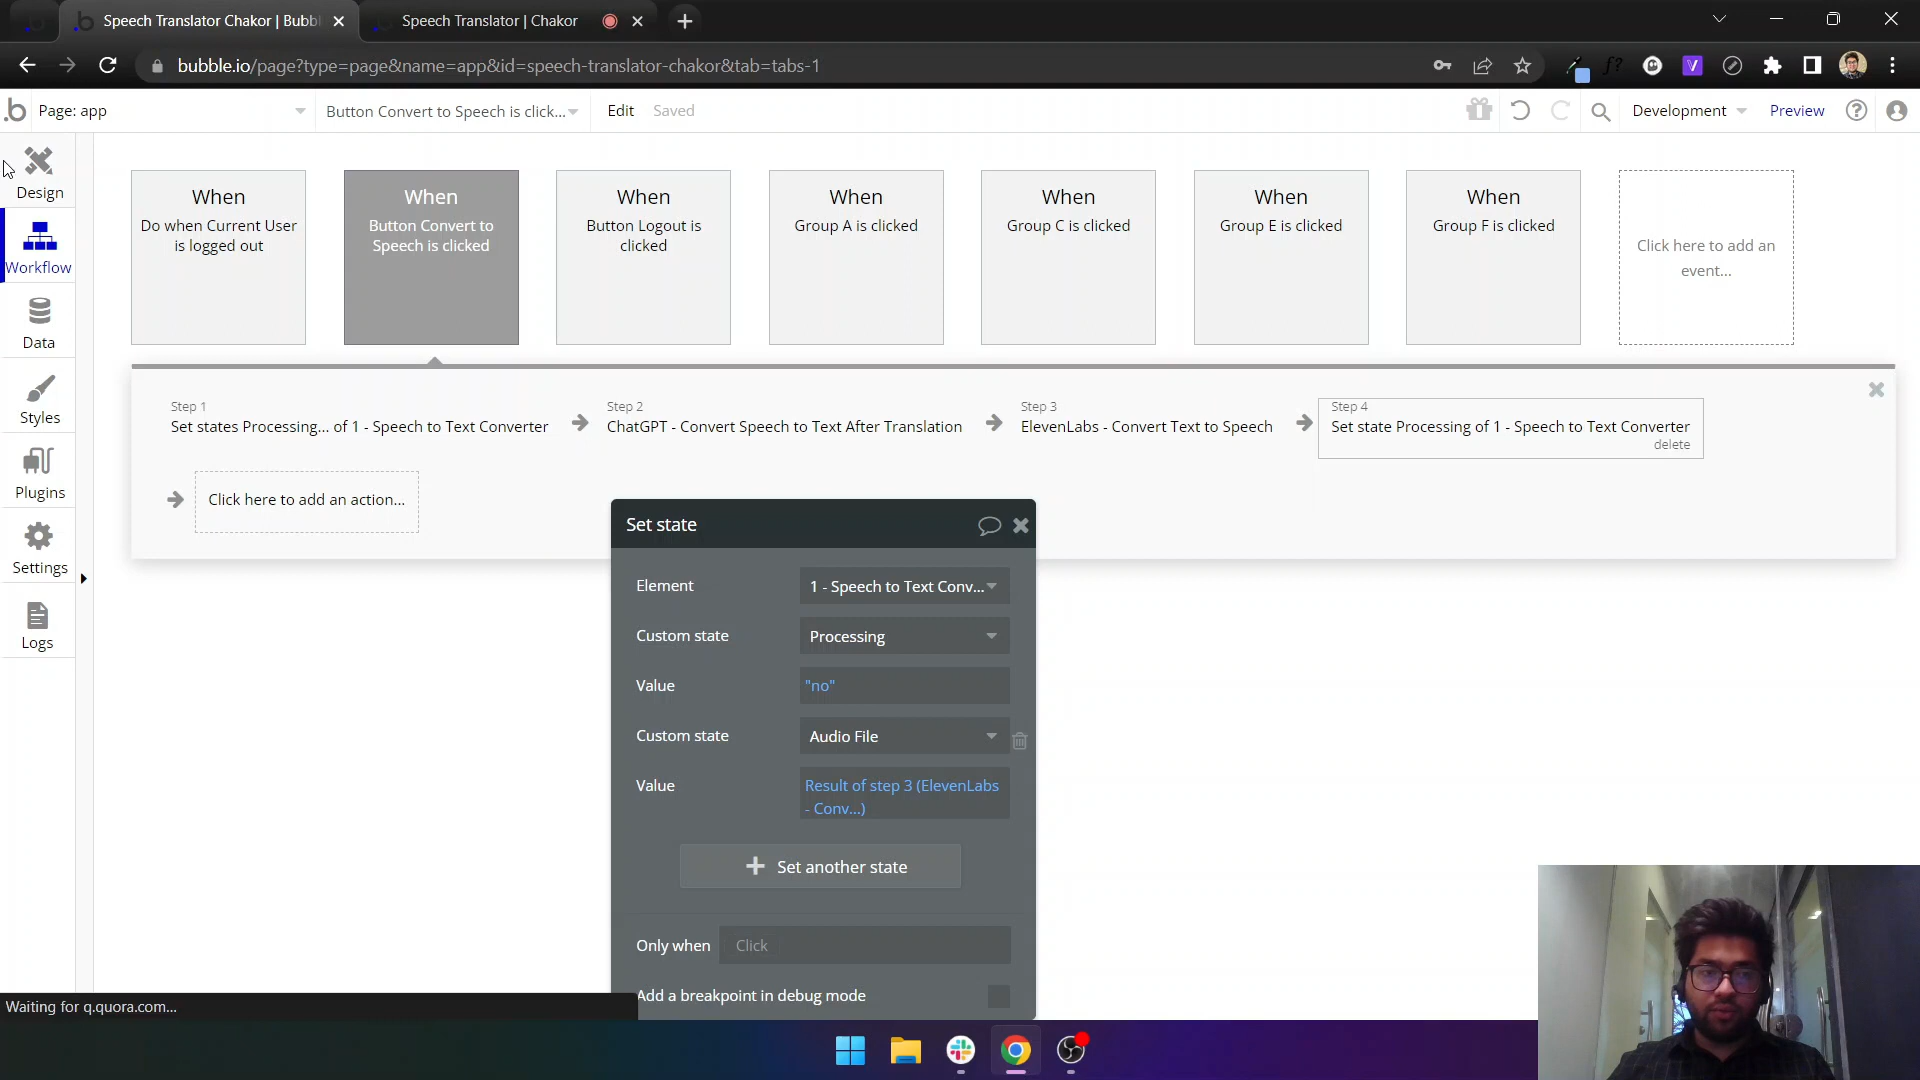 Speech Translator Chakor | Bubbl
Speech Translator | Chakor
bubble.io/page?type=page&name=app&id=speech-translator-chakor&tab=tabs-1
Page: app
Button Convert to Speech is click...
Edit
Saved
Development
Preview
Design
Workflow
Data
Styles
Plugins
Settings
Logs
When
Do when Current User
is logged out
When
Button Convert to
Speech is clicked
When
Button Logout is
clicked
When
Group A is clicked
When
Group C is clicked
When
Group E is clicked
When
Group F is clicked
Click here to add an
event...
Step 1
Set states Processing... of 1 - Speech to Text Converter
Step 2
ChatGPT - Convert Speech to Text After Translation
Step 3
ElevenLabs - Convert Text to Speech
Step 4
Set state Processing of 1 - Speech to Text Converter
delete
Click here to add an action...
Set state
Element
1 - Speech to Text Conv...
Custom state
Processing
Value
"no"
Custom state
Audio File
Value
Result of step 3 (ElevenLabs
- Conv...)
Set another state
Only when
Click
Add a breakpoint in debug mode
Waiting for q.quora.com...